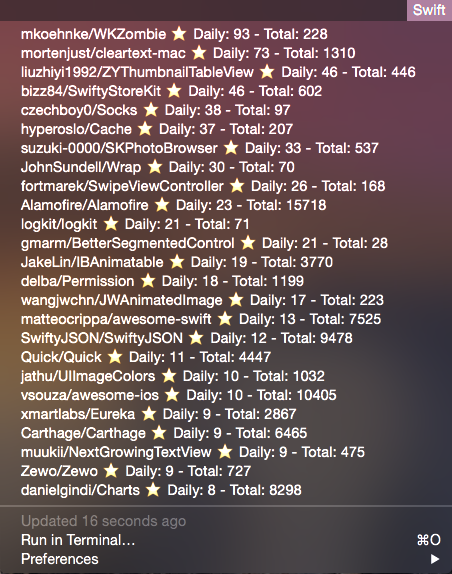 Swift
mkoehnke/WKZombie ⭐ Daily: 93 - Total: 228
mortenjust/cleartext-mac ⭐ Daily: 73 - Total: 1310
liuzhiyi1992/ZYThumbnailTableView ⭐ Daily: 46 - Total: 446
bizz84/SwiftyStoreKit ⭐ Daily: 46 - Total: 602
czechboy0/Socks ⭐ Daily: 38 - Total: 97
hyperoslo/Cache ⭐ Daily: 37 - Total: 207
suzuki-0000/SKPhotoBrowser ⭐ Daily: 33 - Total: 537
JohnSundell/Wrap ⭐ Daily: 30 - Total: 70
fortmarek/SwipeViewController ⭐ Daily: 26 - Total: 168
Alamofire/Alamofire ⭐ Daily: 23 - Total: 15718
logkit/logkit ⭐ Daily: 21 - Total: 71
gmarm/BetterSegmentedControl ⭐ Daily: 21 - Total: 28
JakeLin/IBAnimatable ⭐ Daily: 19 - Total: 3770
delba/Permission ⭐ Daily: 18 - Total: 1199
wangjwchn/JWAnimatedImage ⭐ Daily: 17 - Total: 223
matteocrippa/awesome-swift ⭐ Daily: 13 - Total: 7525
SwiftyJSON/SwiftyJSON ⭐ Daily: 12 - Total: 9478
Quick/Quick ⭐ Daily: 11 - Total: 4447
jathu/UIImageColors ⭐ Daily: 10 - Total: 1032
vsouza/awesome-ios ⭐ Daily: 10 - Total: 10405
xmartlabs/Eureka ⭐ Daily: 9 - Total: 2867
Carthage/Carthage ⭐ Daily: 9 - Total: 6465
muukii/NextGrowingTextView ⭐ Daily: 9 - Total: 475
Zewo/Zewo ⭐ Daily: 9 - Total: 727
danielgindi/Charts ⭐ Daily: 8 - Total: 8298
Updated 16 seconds ago
Run in Terminal… ⌘O
Preferences ▶